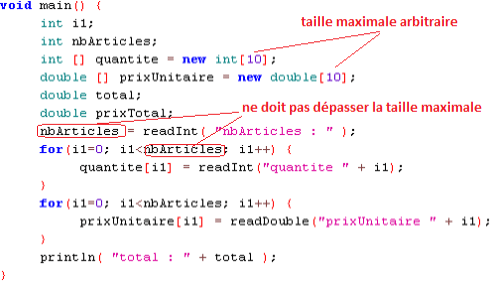 void main() {
int i1;
taille maximale arbitraire
int nbArticles;
int [] quantite = new int[10];
double [] prixUnitaire = new double[10];
double total;
double prixTotal;
ne doit pas dépasser la taille maximale
nbArticles = readInt( "nbArticles : " );
for(i1=0; i1<nbArticles; i1++) {
quantite[i1] = readInt("quantite " + i1);
}
for(i1=0; i1<nbArticles; i1++) {
prixUnitaire[i1] = readDouble("prixUnitaire " + i1);
}
println( "total : " + total );
}